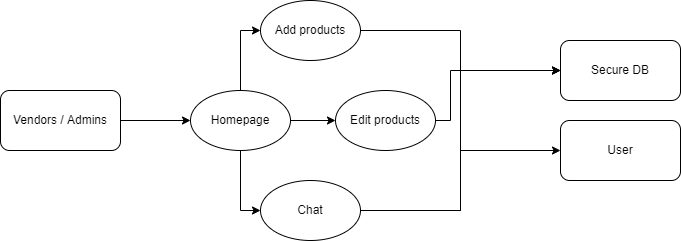 Add products
Secure DB
Vendors / Admins
Homepage
Edit products
User
Chat